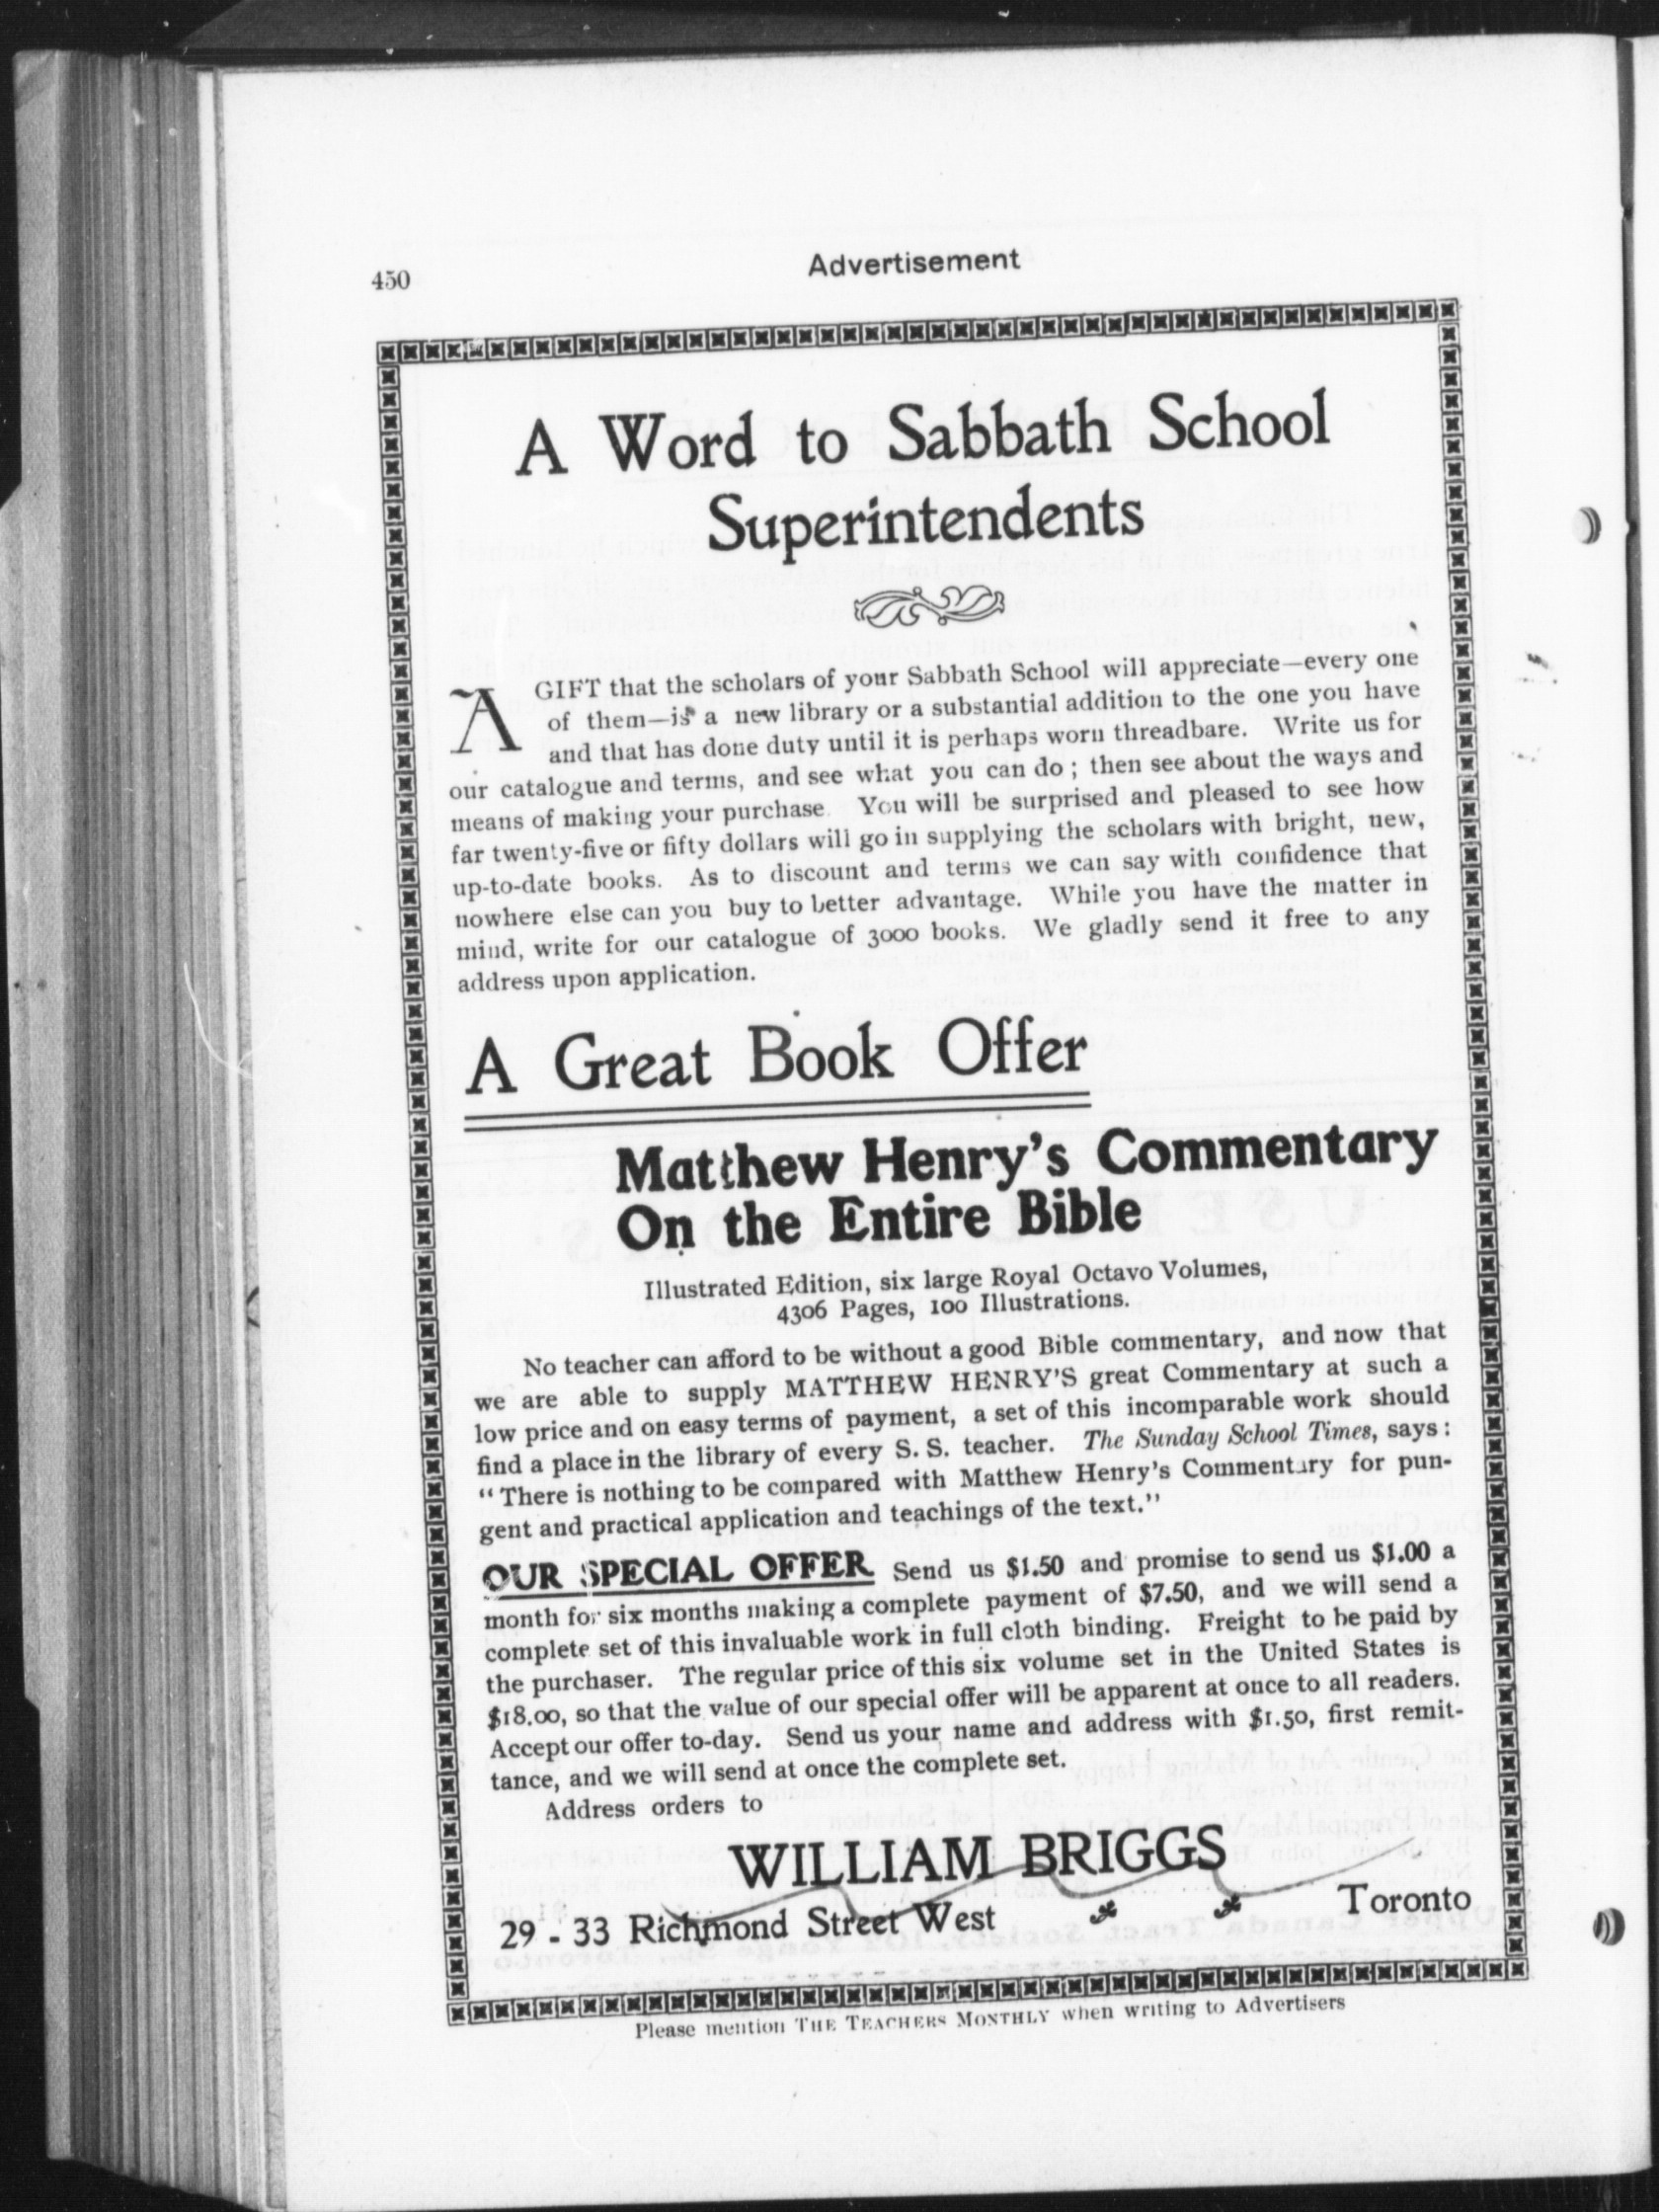 450
Advertisement
A Word to Sabbath School
Superintendents
A GIFT that the scholars of your Sabbath School will appreciate—every one
of them—is a new library or a substantial addition to the one you have
and that has done duty until it is perhaps worn threadbare. Write us for
our catalogue and terms, and see what you can do; then see about the ways and
means of making your purchase. You will be surprised and pleased to see how
far twenty-five or fifty dollars will go in supplying the scholars with bright, new,
up-to-date books. As to discount and terms we can say with confidence that
nowhere else can you buy to better advantage. While you have the matter in
mind, write for our catalogue of 3000 books. We gladly send it free to any
address upon application.
A Great Book Offer
Matthew Henry's Commentary
On the Entire Bible
Illustrated Edition, six large Royal Octavo Volumes,
4306 Pages, 100 Illustrations.
No teacher can afford to be without a good Bible commentary, and now that
we are able to supply MATTHEW HENRY'S great Commentary at such a
low price and on easy terms of payment, a set of this incomparable work should
find a place in the library of every S. S. teacher. The Sunday School Times, says:
"There is nothing to be compared with Matthew Henry's Commentary for pun-
gent and practical application and teachings of the text."
OUR SPECIAL OFFER Send us $1.50 and promise to send us $1.00 a
month for six months making a complete payment of $7.50, and we will send a
complete set of this invaluable work in full cloth binding. Freight to be paid by
the purchaser. The regular price of this six volume set in the United States is
$18.00, so that the value of our special offer will be apparent at once to all readers.
Accept our offer to-day. Send us your name and address with $1.50, first remit-
tance, and we will send at once the complete set.
Address orders to
WILLIAM BRIGGS
29 - 33 Richmond Street West Toronto
Please mention THE TEACHERS MONTHLY when writing to Advertisers